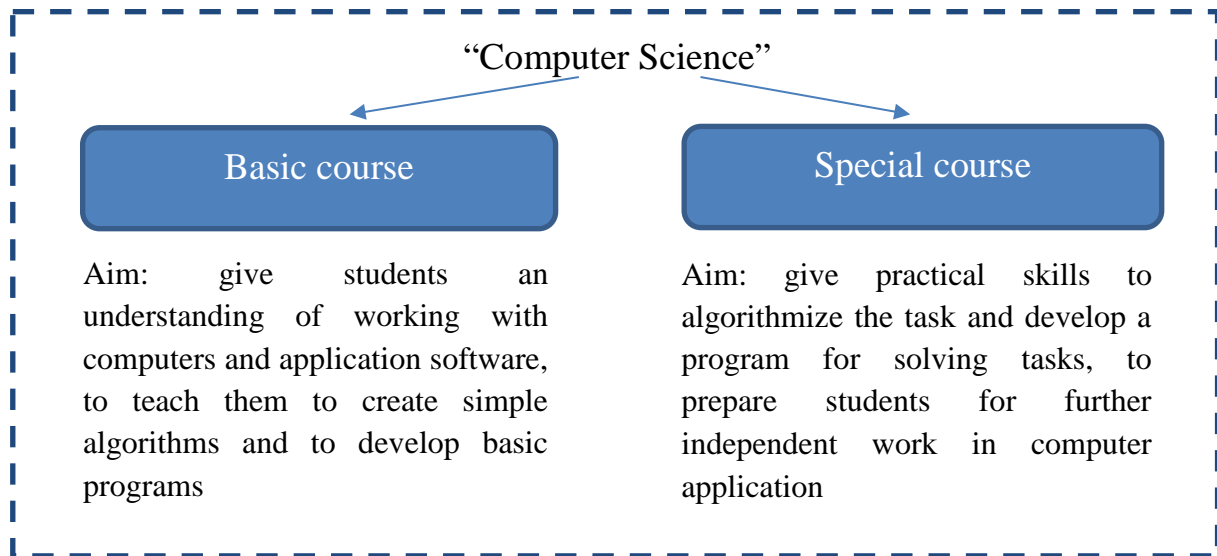 “Computer Science”
Basic course
Aim: give students an
understanding of working with
computers and application software,
to teach them to create simple
algorithms and to develop basic
programs
Special course
Aim: give practical skills to
algorithmize the task and develop a
program for solving tasks, to
prepare students for further
independent work in computer
application